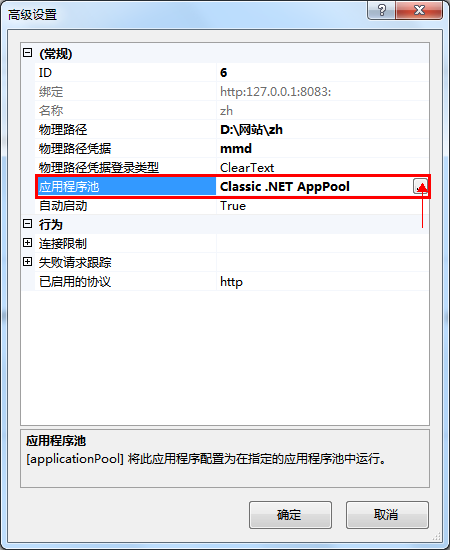 高级设置
(常规)
ID 6
绑定 http:127.0.0.1:8083:
名称 zh
物理路径 D:\网站\zh
物理路径凭据 mmd
物理路径凭据登录类型 ClearText
应用程序池 Classic .NET AppPool
自动启动 True
行为
连接限制
失败请求跟踪
已启用的协议 http
应用程序池
[applicationPool] 将此应用程序配置为在指定的应用程序池中运行。
确定 取消